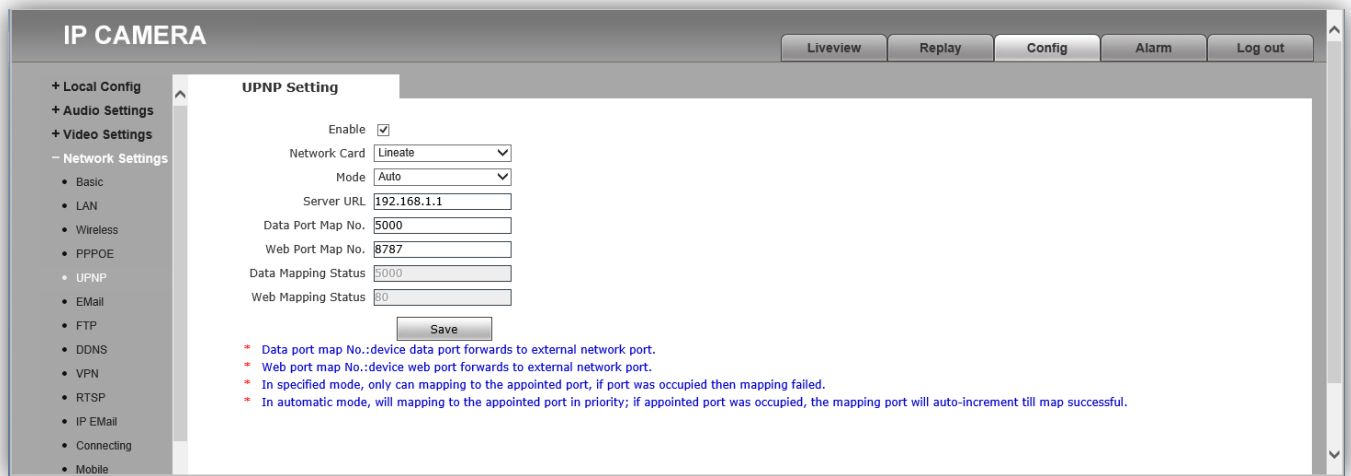 IP CAMERA
Liveview Replay Config Alarm Log out
+ Local Config
+ Audio Settings
+ Video Settings
− Network Settings
• Basic
• LAN
• Wireless
• PPPOE
• UPNP
• EMail
• FTP
• DDNS
• VPN
• RTSP
• IP EMail
• Connecting
• Mobile
UPNP Setting
Enable
Network Card Lineate
Mode Auto
Server URL 192.168.1.1
Data Port Map No. 5000
Web Port Map No. 8787
Data Mapping Status 5000
Web Mapping Status 80
Save
* Data port map No.:device data port forwards to external network port.
* Web port map No.:device web port forwards to external network port.
* In specified mode, only can mapping to the appointed port, if port was occupied then mapping failed.
* In automatic mode, will mapping to the appointed port in priority; if appointed port was occupied, the mapping port will auto-increment till map successful.